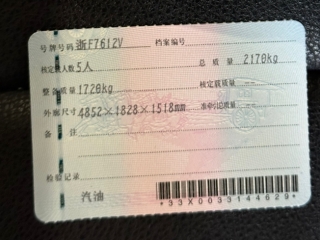 号牌号码 浙F7612V 档案编号
核定载人数 5人 总质量 2170kg
整备质量 1720kg 核定载质量 --
外廓尺寸 4852×1828×1518mm 准牵引总质量 --
备注
检验记录
汽油
*33X0033144629*